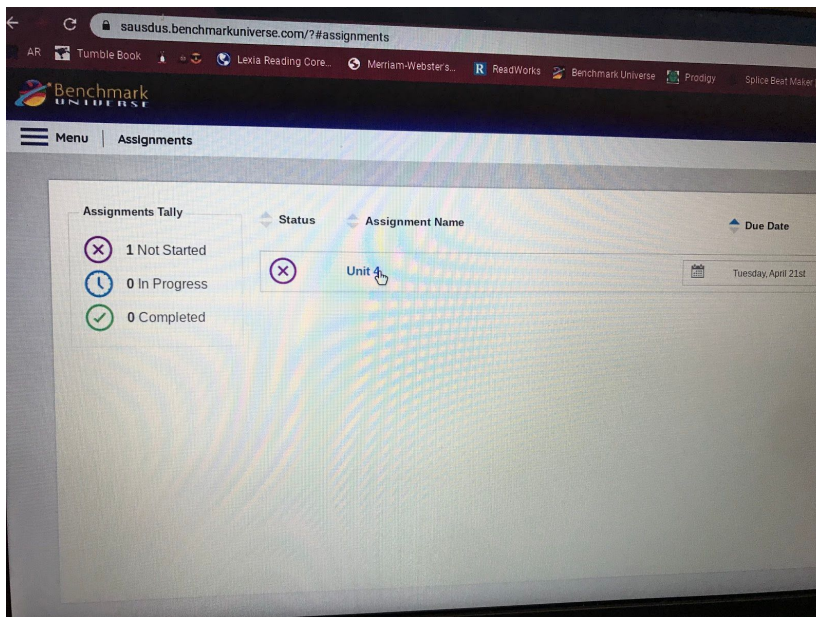 sausdus.benchmarkuniverse.com/?#assignments
AR Tumble Book Lexia Reading Core... Merriam-Webster's... ReadWorks Benchmark Universe Prodigy Splice Beat Maker
Benchmark
UNIVERSE
Menu Assignments
Assignments Tally
1 Not Started
0 In Progress
0 Completed
Status Assignment Name Due Date
Unit 4 Tuesday, April 21st